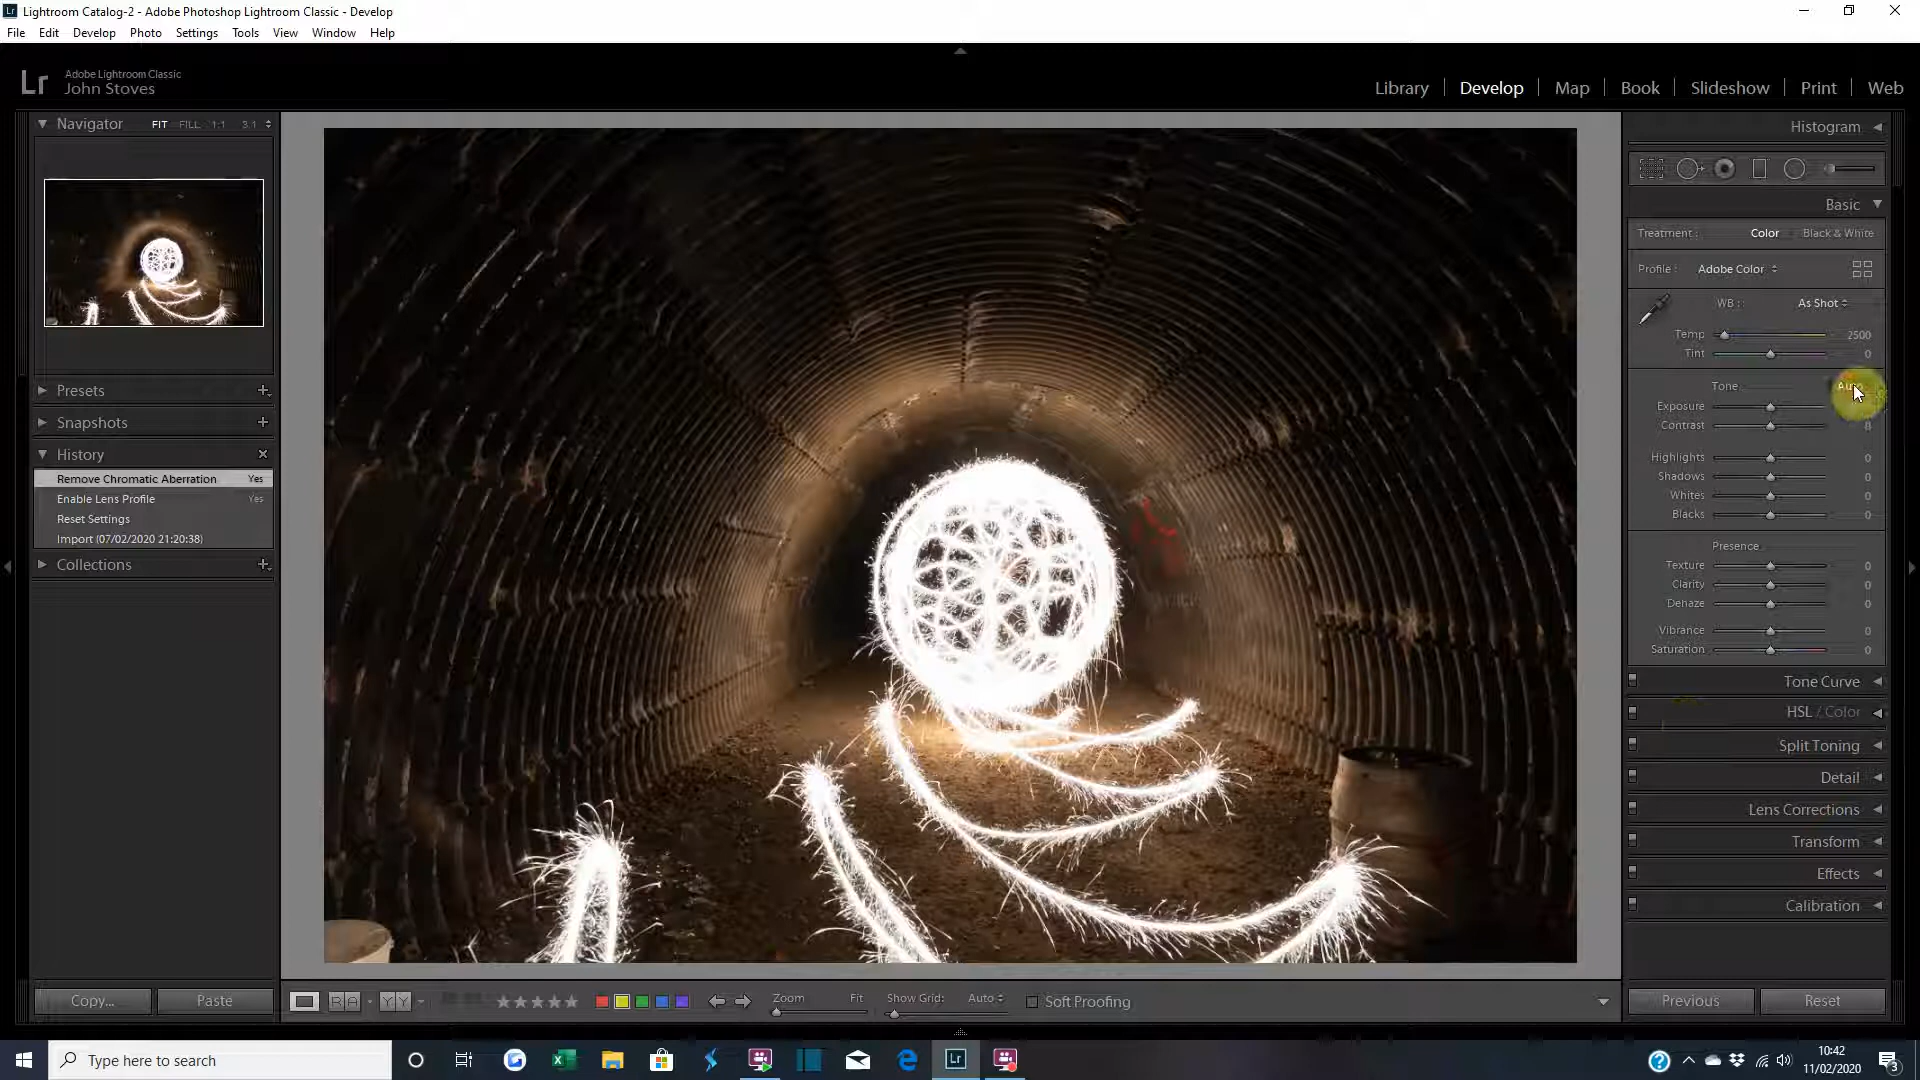 Lightroom Catalog-2 - Adobe Photoshop Lightroom Classic - Develop
File Edit Develop Photo Settings Tools View Window Help
Lr Adobe Lightroom Classic
John Stoves
Library Develop Map Book Slideshow Print Web
Navigator FIT FILL 1:1 3:1
Histogram
Basic
Treatment : Color Black & White
Profile : Adobe Color
WB : As Shot
Temp 2500
Tint 0
Tone Auto
Exposure
Contrast 0
Highlights 0
Shadows 0
Whites 0
Blacks 0
Presence
Texture 0
Clarity 0
Dehaze 0
Vibrance 0
Saturation 0
Tone Curve
HSL / Color
Split Toning
Detail
Lens Corrections
Transform
Effects
Calibration
Presets
Snapshots
History
Remove Chromatic Aberration Yes
Enable Lens Profile Yes
Reset Settings
Import (07/02/2020 21:20:38)
Collections
Copy... Paste
R A Y Y
Zoom Fit Show Grid: Auto Soft Proofing
Previous Reset
Type here to search
Lr
10:42
11/02/2020
3